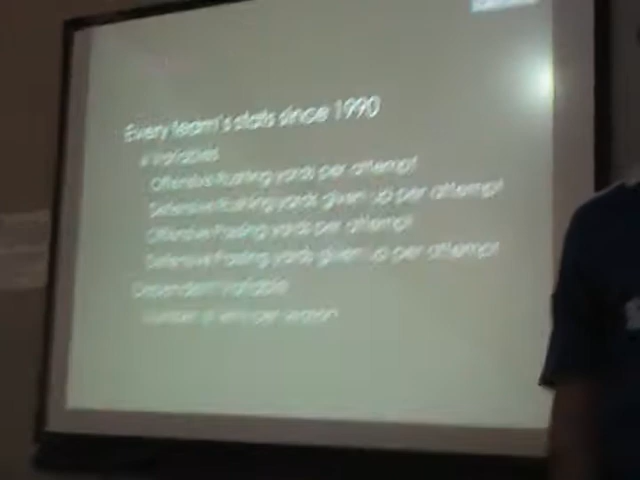 Every team's stats since 1990
4 Variables
Offensive Rushing yards per attempt
Defensive Rushing yards given up per attempt
Offensive Passing yards per attempt
Defensive Passing yards given up per attempt
Dependent Variable
Number of wins per season